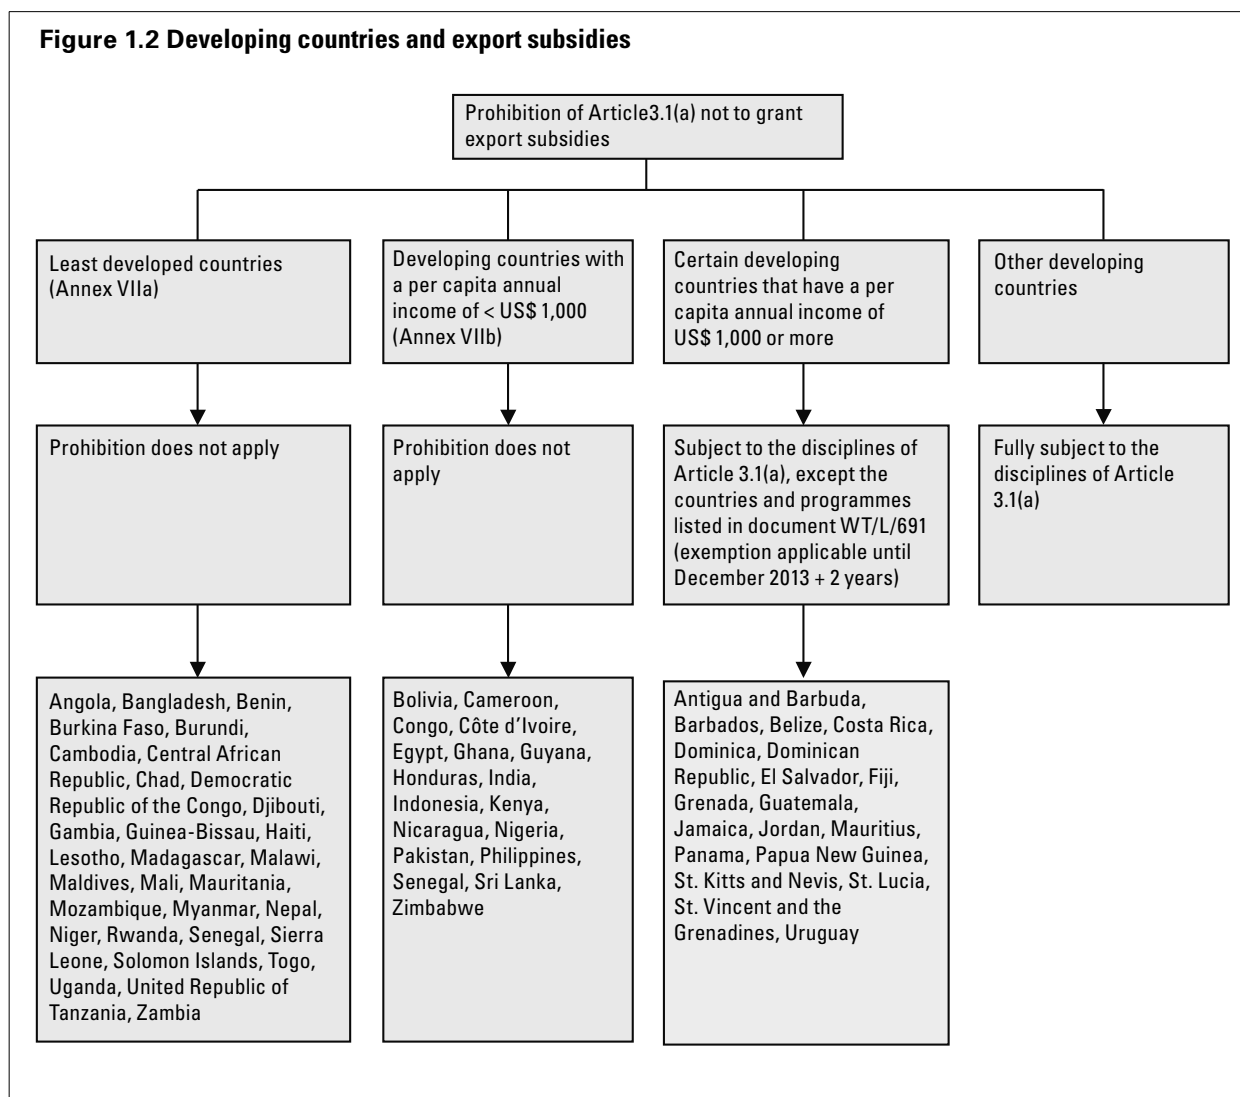 Figure 1.2 Developing countries and export subsidies
Prohibition of Article3.1(a) not to grant
export subsidies
Least developed countries
(Annex VIIa)
Developing countries with
a per capita annual
income of < US$ 1,000
(Annex VIIb)
Certain developing
countries that have a per
capita annual income of
US$ 1,000 or more
Other developing
countries
Prohibition does not apply
Prohibition does not
apply
Subject to the disciplines of
Article 3.1(a), except the
countries and programmes
listed in document WT/L/691
(exemption applicable until
December 2013 + 2 years)
Fully subject to the
disciplines of Article
3.1(a)
Angola, Bangladesh, Benin,
Burkina Faso, Burundi,
Cambodia, Central African
Republic, Chad, Democratic
Republic of the Congo, Djibouti,
Gambia, Guinea-Bissau, Haiti,
Lesotho, Madagascar, Malawi,
Maldives, Mali, Mauritania,
Mozambique, Myanmar, Nepal,
Niger, Rwanda, Senegal, Sierra
Leone, Solomon Islands, Togo,
Uganda, United Republic of
Tanzania, Zambia
Bolivia, Cameroon,
Congo, Côte d'Ivoire,
Egypt, Ghana, Guyana,
Honduras, India,
Indonesia, Kenya,
Nicaragua, Nigeria,
Pakistan, Philippines,
Senegal, Sri Lanka,
Zimbabwe
Antigua and Barbuda,
Barbados, Belize, Costa Rica,
Dominica, Dominican
Republic, El Salvador, Fiji,
Grenada, Guatemala,
Jamaica, Jordan, Mauritius,
Panama, Papua New Guinea,
St. Kitts and Nevis, St. Lucia,
St. Vincent and the
Grenadines, Uruguay